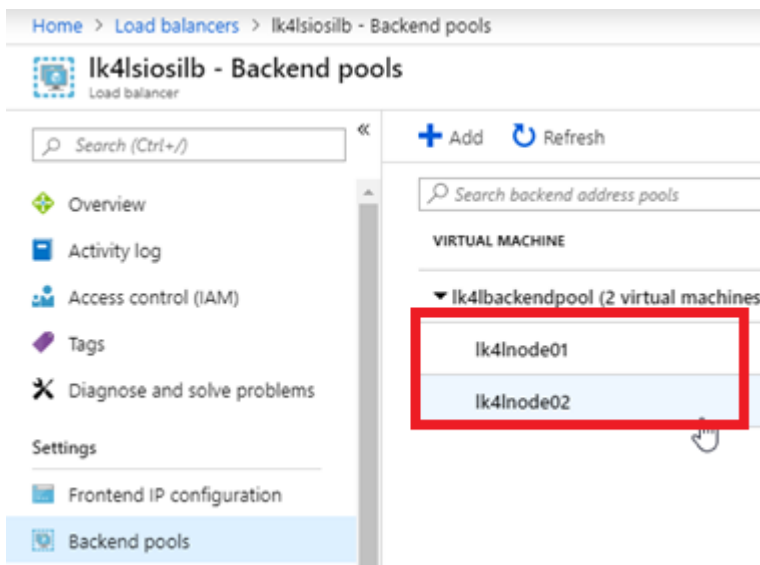 Home > Load balancers > lk4lsiosilb - Backend pools
lk4lsiosilb - Backend pools
Load balancer
Search (Ctrl+/)
«
Add
Refresh
Overview
Activity log
Access control (IAM)
Tags
Diagnose and solve problems
Settings
Frontend IP configuration
Backend pools
Search backend address pools
VIRTUAL MACHINE
lk4lbackendpool (2 virtual machines
lk4lnode01
lk4lnode02